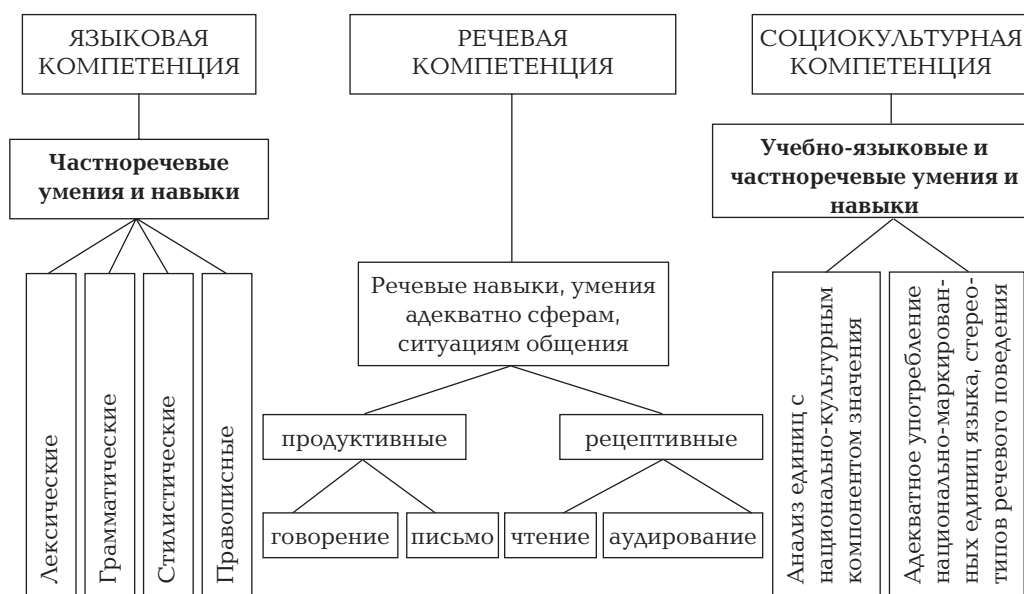 ЯЗЫКОВАЯ
КОМПЕТЕНЦИЯ
РЕЧЕВАЯ
КОМПЕТЕНЦИЯ
СОЦИОКУЛЬТУРНАЯ
КОМПЕТЕНЦИЯ
Частноречевые
умения и навыки
Учебно-языковые и
частноречевые умения и
навыки
Лексические
Грамматические
Стилистические
Правописные
Речевые навыки, умения
адекватно сферам,
ситуациям общения
продуктивные
рецептивные
говорение
письмо
чтение
аудирование
Анализ единиц с
национально-культурным
компонентом значения
Адекватное употребление
национально-маркирован-
ных единиц языка, стерео-
типов речевого поведения